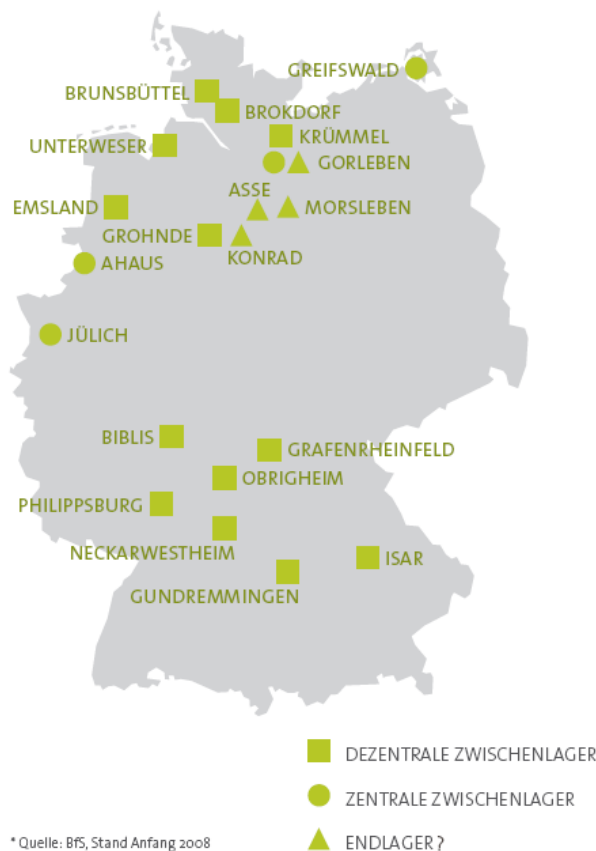 GREIFSWALD
BRUNSBÜTTEL
BROKDORF
KRÜMMEL
UNTERWESER
GORLEBEN
ASSE
EMSLAND
MORSLEBEN
GROHNDE
KONRAD
AHAUS
JÜLICH
BIBLIS
GRAFENRHEINFELD
OBRIGHEIM
PHILIPPSBURG
NECKARWESTHEIM
ISAR
GUNDREMMINGEN
DEZENTRALE ZWISCHENLAGER
ZENTRALE ZWISCHENLAGER
ENDLAGER?
* Quelle: BfS, Stand Anfang 2008